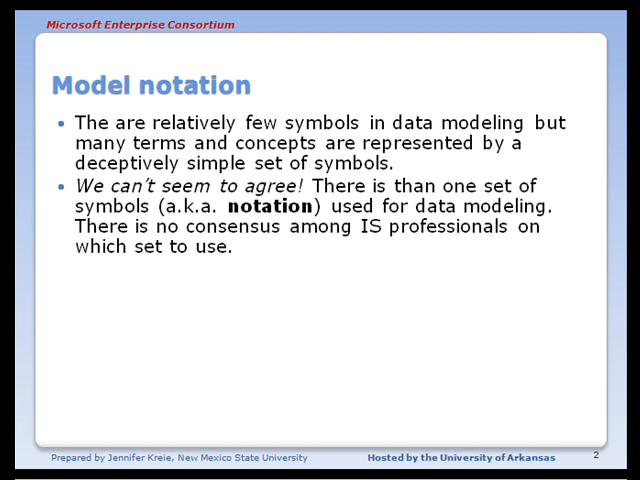 Microsoft Enterprise Consortium
Model notation
• The are relatively few symbols in data modeling but
many terms and concepts are represented by a
deceptively simple set of symbols.
• We can't seem to agree! There is than one set of
symbols (a.k.a. notation) used for data modeling.
There is no consensus among IS professionals on
which set to use.
Prepared by Jennifer Kreie, New Mexico State University
Hosted by the University of Arkansas
2